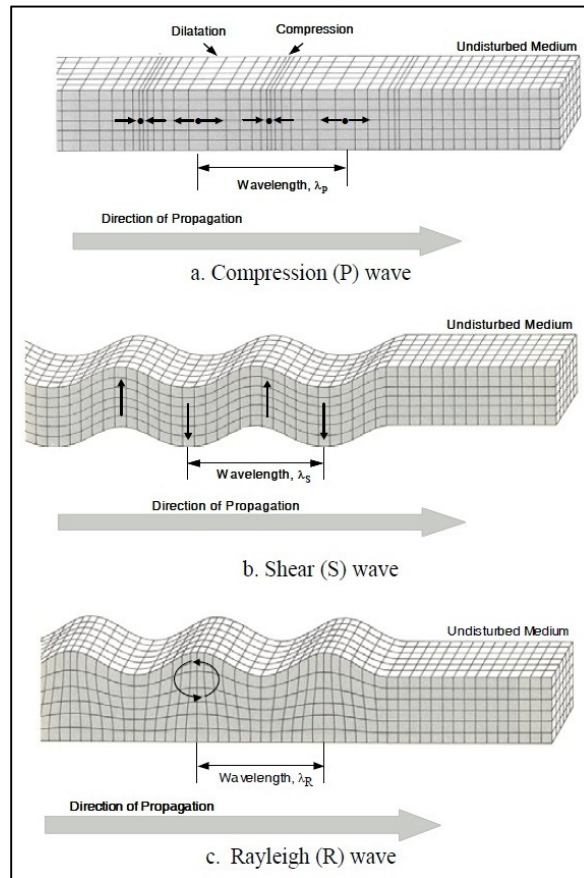 Dilatation
Compression
Undisturbed Medium
Wavelength, λP
Direction of Propagation
a. Compression (P) wave
Undisturbed Medium
Wavelength, λS
Direction of Propagation
b. Shear (S) wave
Undisturbed Medium
Wavelength, λR
Direction of Propagation
c. Rayleigh (R) wave